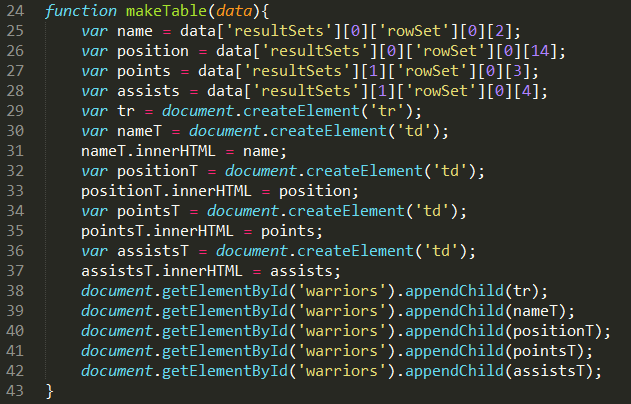 24 function makeTable(data){
25     var name = data['resultSets'][0]['rowSet'][0][2];
26     var position = data['resultSets'][0]['rowSet'][0][14];
27     var points = data['resultSets'][1]['rowSet'][0][3];
28     var assists = data['resultSets'][1]['rowSet'][0][4];
29     var tr = document.createElement('tr');
30     var nameT = document.createElement('td');
31     nameT.innerHTML = name;
32     var positionT = document.createElement('td');
33     positionT.innerHTML = position;
34     var pointsT = document.createElement('td');
35     pointsT.innerHTML = points;
36     var assistsT = document.createElement('td');
37     assistsT.innerHTML = assists;
38     document.getElementById('warriors').appendChild(tr);
39     document.getElementById('warriors').appendChild(nameT);
40     document.getElementById('warriors').appendChild(positionT);
41     document.getElementById('warriors').appendChild(pointsT);
42     document.getElementById('warriors').appendChild(assistsT);
43 }